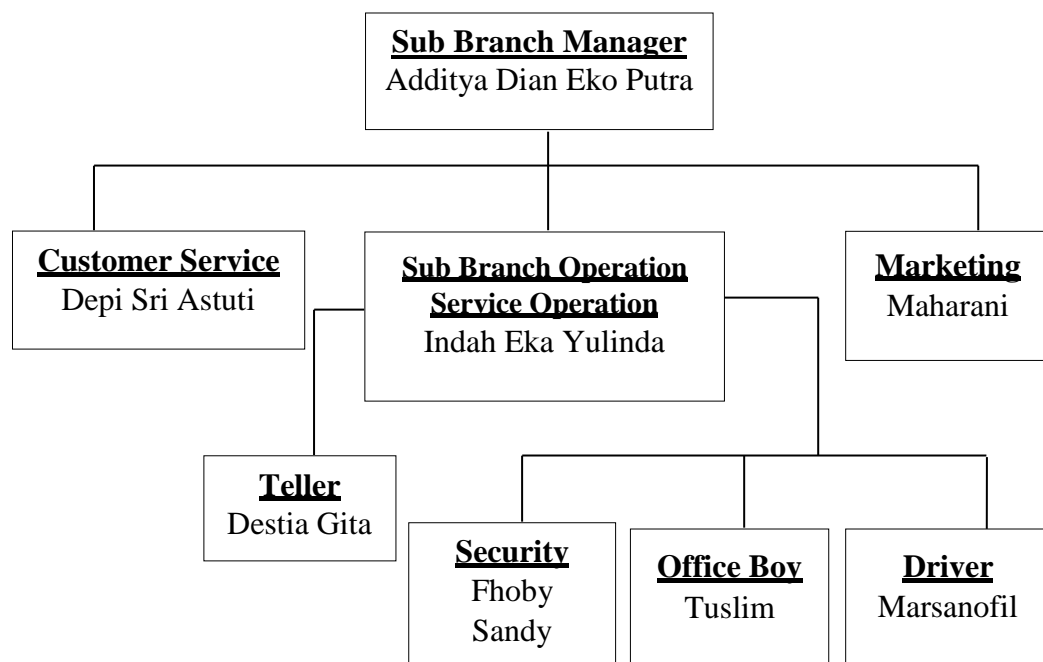 Sub Branch Manager
Additya Dian Eko Putra
Customer Service
Depi Sri Astuti
Sub Branch Operation
Service Operation
Indah Eka Yulinda
Marketing
Maharani
Teller
Destia Gita
Security
Fhoby
Sandy
Office Boy
Tuslim
Driver
Marsanofil